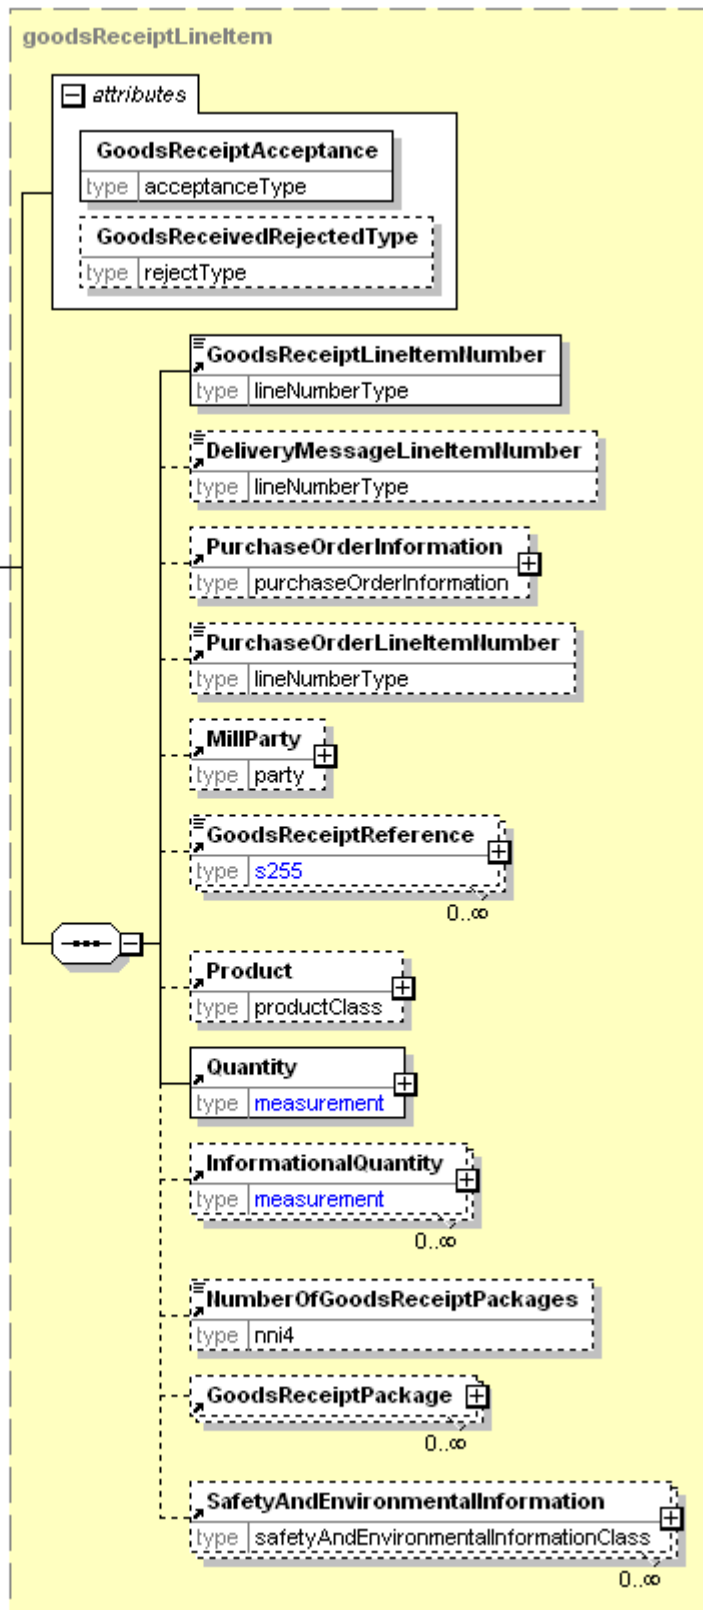 goodsReceiptLineItem
attributes
GoodsReceiptAcceptance
type acceptanceType
GoodsReceivedRejectedType
type rejectType
GoodsReceiptLineItemNumber
type lineNumberType
DeliveryMessageLineItemNumber
type lineNumberType
PurchaseOrderInformation
type purchaseOrderInformation
PurchaseOrderLineItemNumber
type lineNumberType
MillParty
type party
GoodsReceiptReference
type s255
0..∞
Product
type productClass
Quantity
type measurement
InformationalQuantity
type measurement
0..∞
NumberOfGoodsReceiptPackages
type nni4
GoodsReceiptPackage
0..∞
SafetyAndEnvironmentalInformation
type safetyAndEnvironmentalInformationClass
0..∞